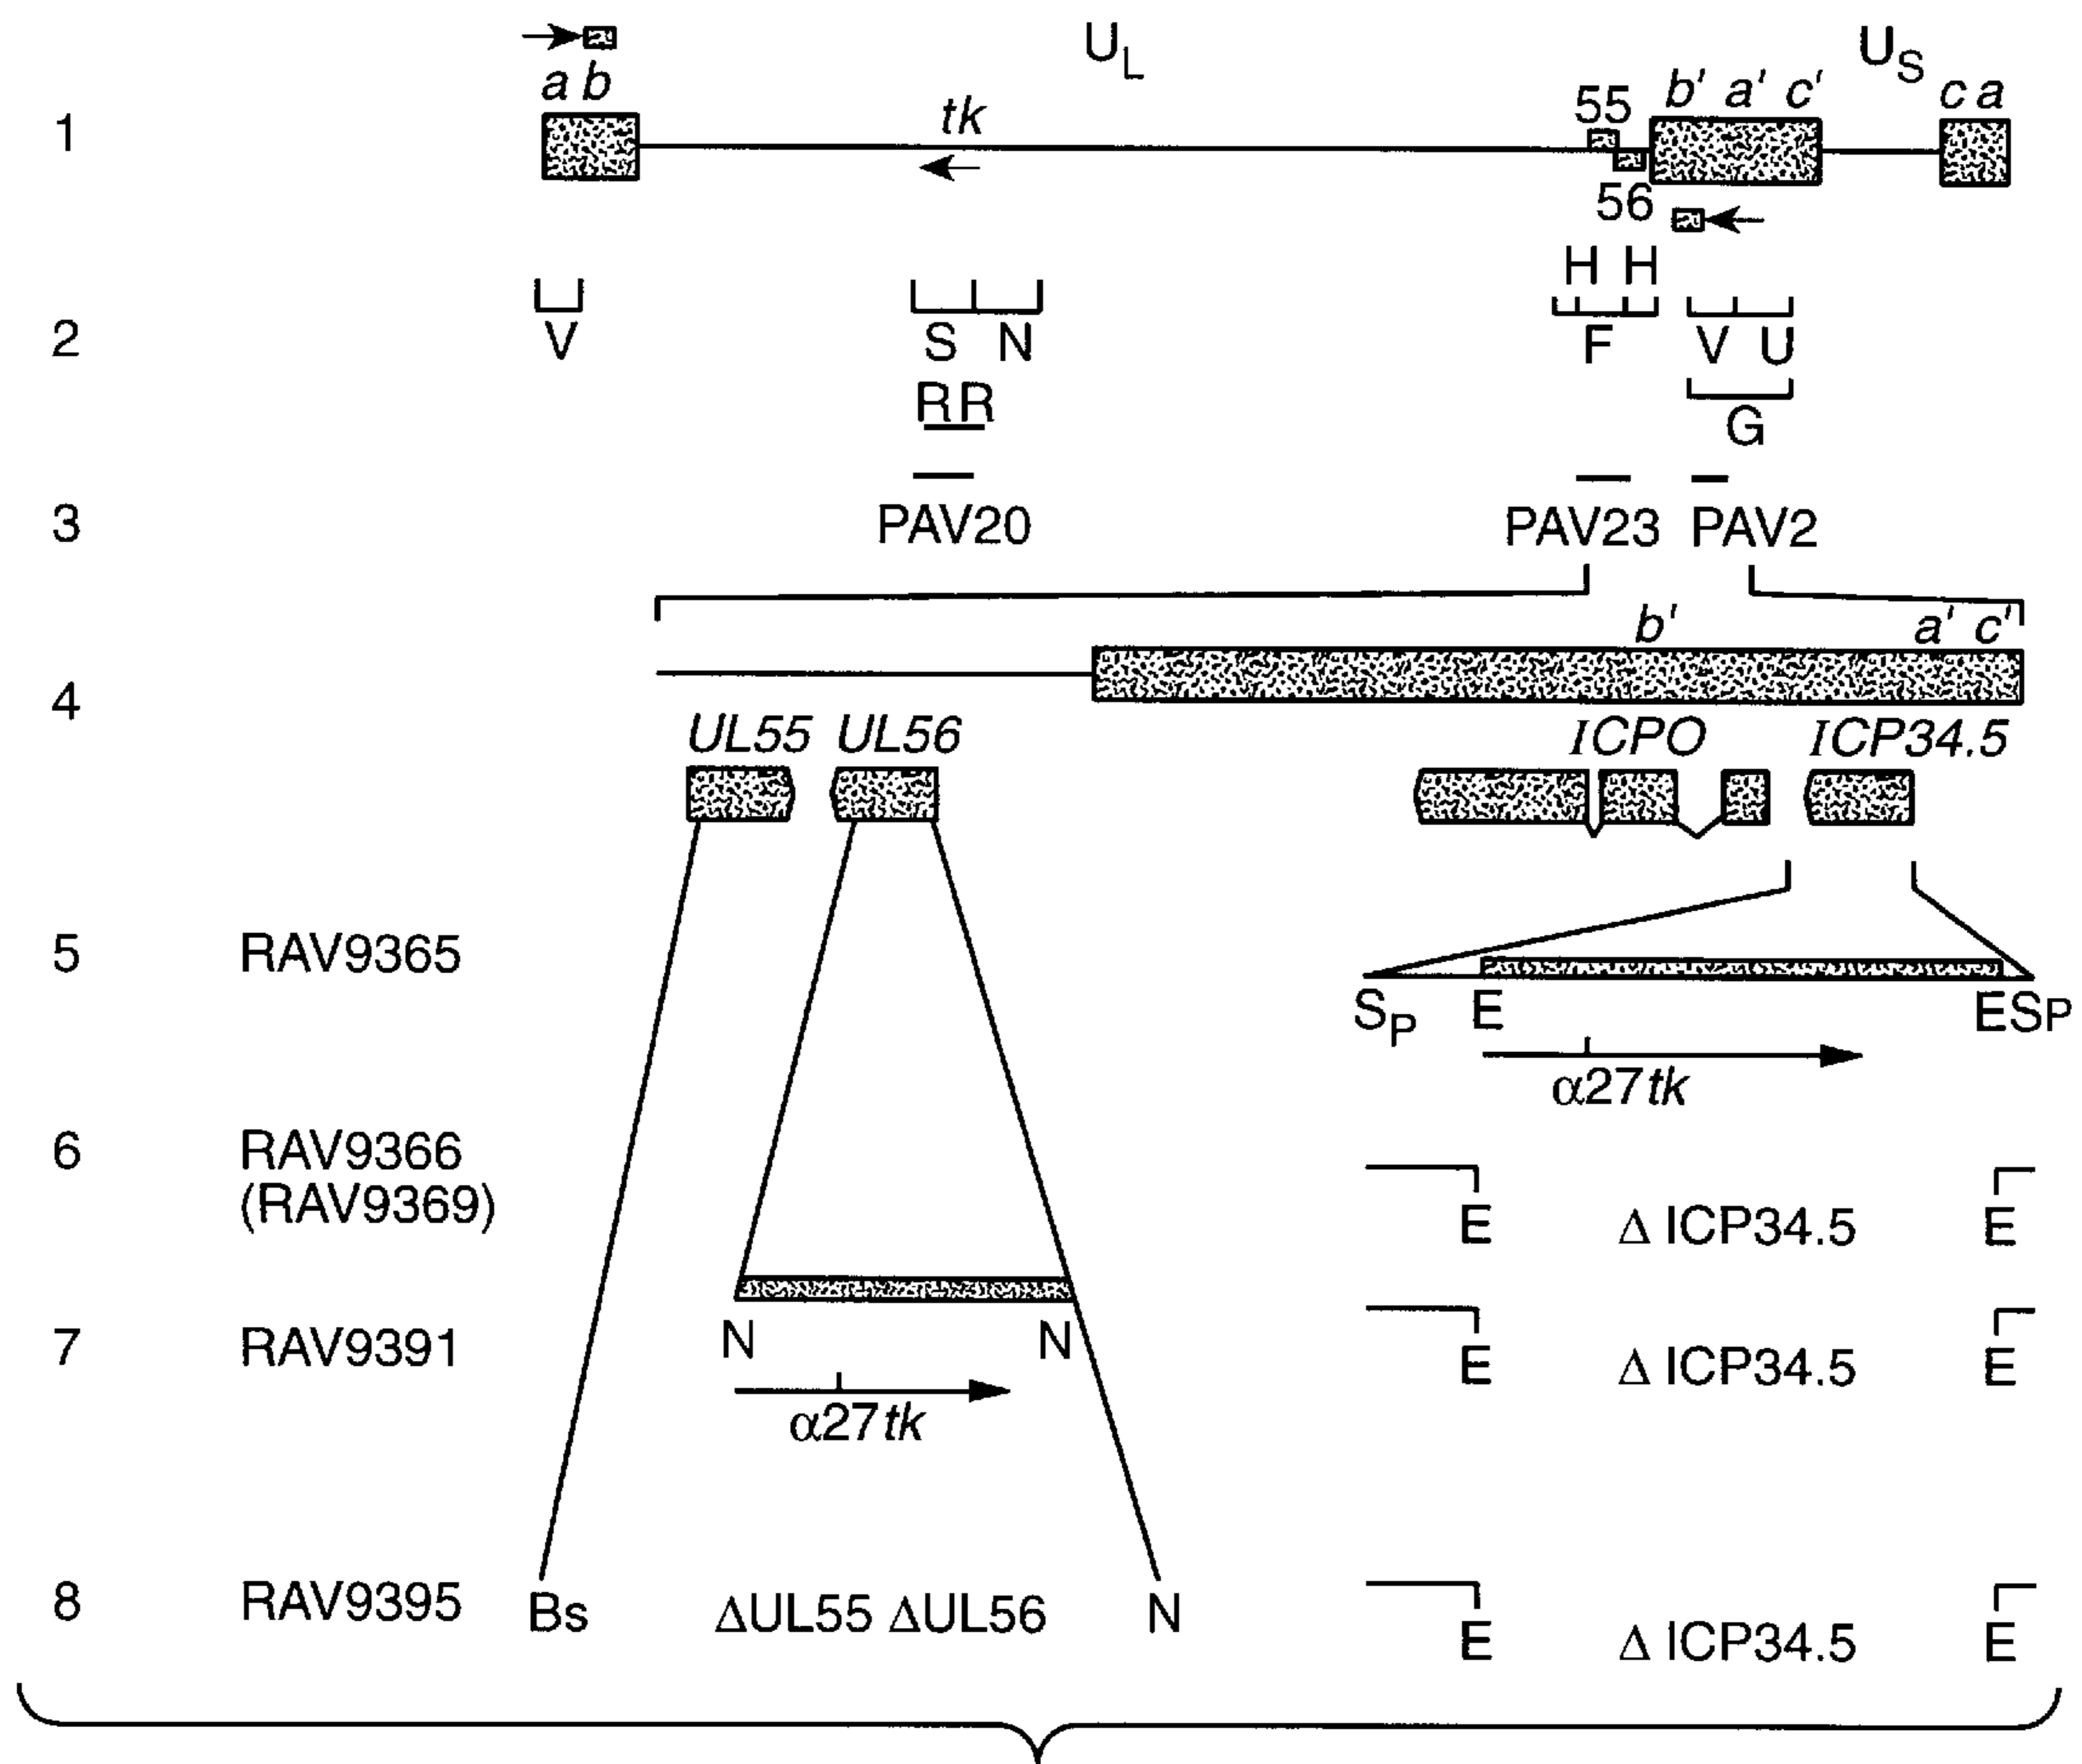 U_L
U_S
a b
tk
55
b' a' c'
c a
1
56
H H
2
V
S N
F
V U
RR
G
3
PAV20
PAV23
PAV2
b' a' c'
4
UL55 UL56
ICPO ICP34.5
5 RAV9365
S_P E ESP
α27tk
6 RAV9366
(RAV9369)
E Δ ICP34.5 E
7 RAV9391
N N
E Δ ICP34.5 E
α27tk
8 RAV9395
Bs ΔUL55 ΔUL56 N
E Δ ICP34.5 E